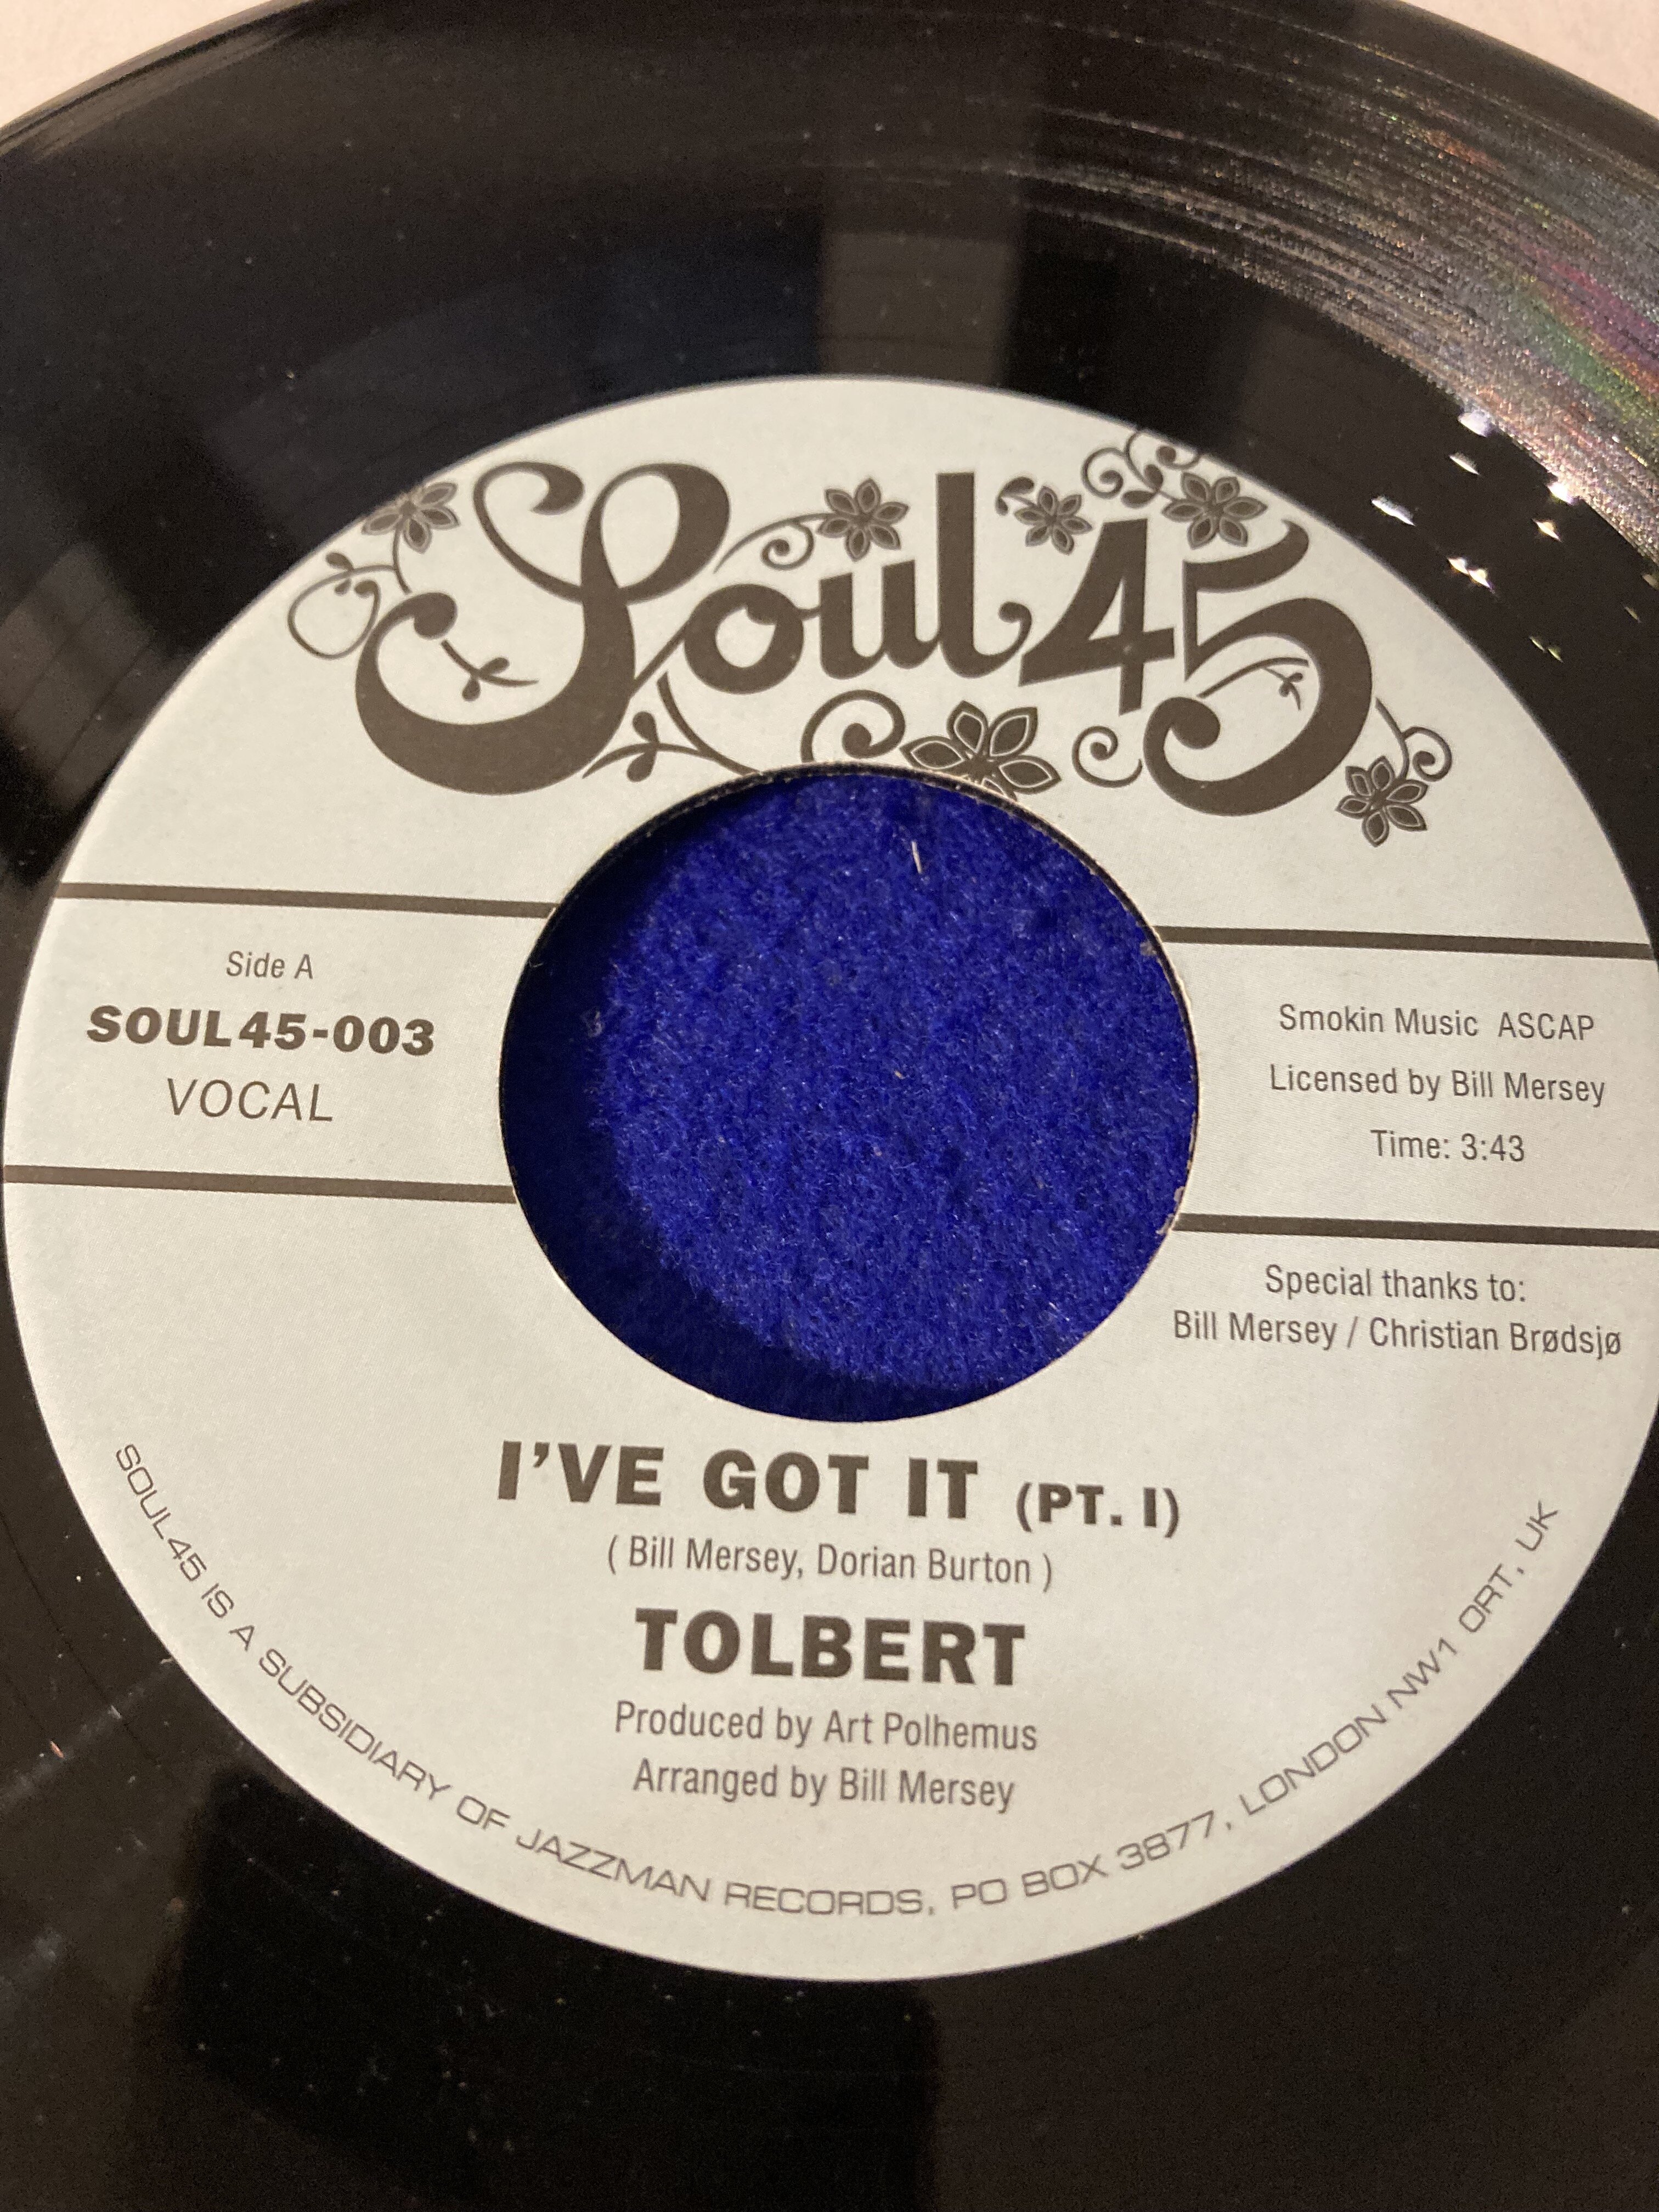 Soul 45
Side A
SOUL45-003
VOCAL
Smokin Music ASCAP
Licensed by Bill Mersey
Time: 3:43
Special thanks to:
Bill Mersey / Christian Brødsjø
I'VE GOT IT (PT. I)
( Bill Mersey, Dorian Burton )
TOLBERT
Produced by Art Polhemus
Arranged by Bill Mersey
SOUL45 IS A SUBSIDIARY OF JAZZMAN RECORDS, PO BOX 3877, LONDON NW1 0RT, UK